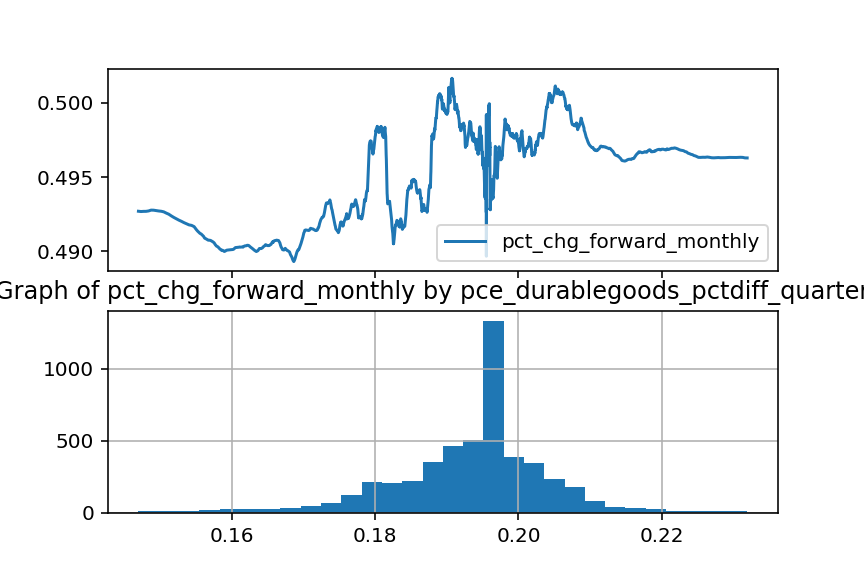 0.500
0.495
0.490
pct_chg_forward_monthly
Graph of pct_chg_forward_monthly by pce_durablegoods_pctdiff_quarter
1000
500
0
0.16 0.18 0.20 0.22